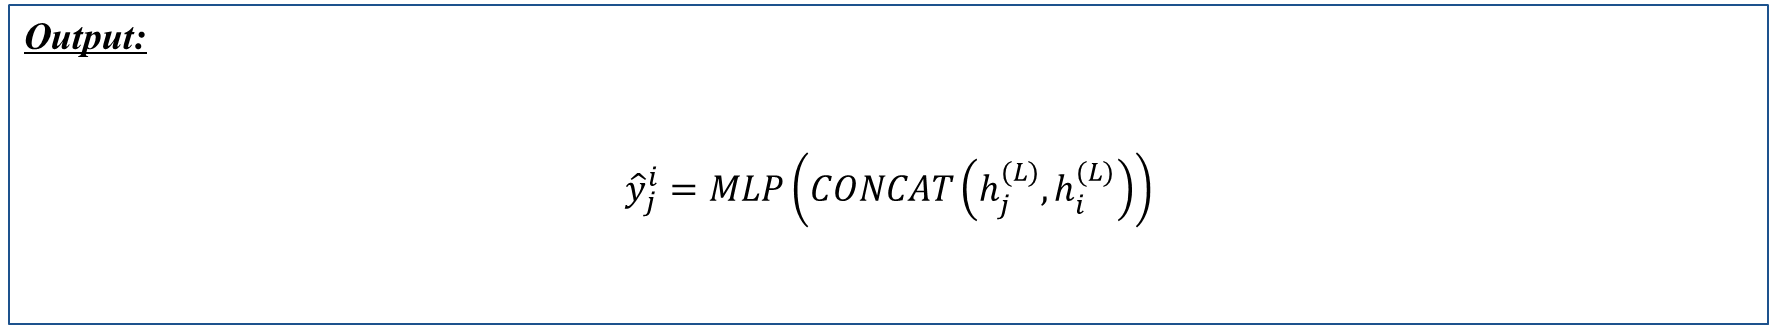 Output:
ŷ_j^i = MLP(CONCAT(h_j^(L), h_i^(L)))